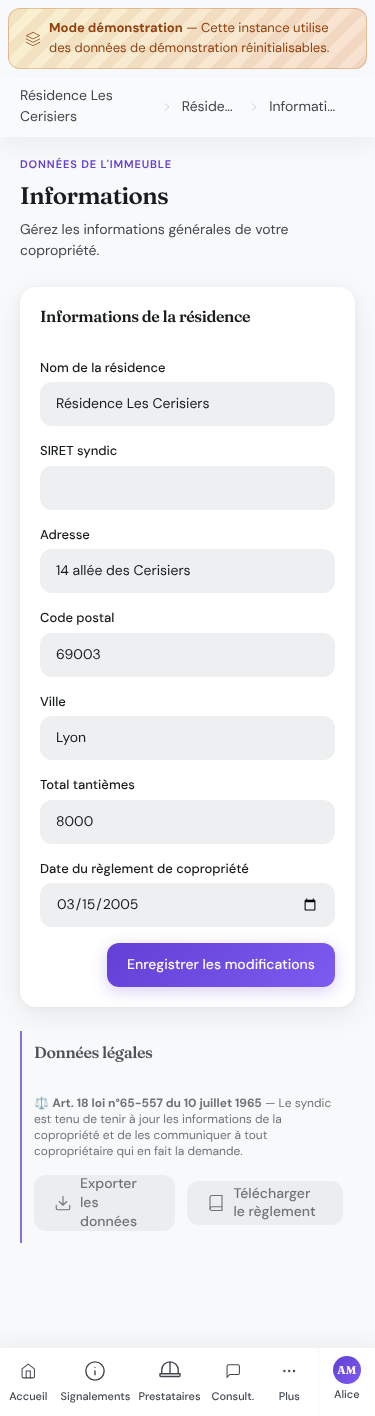 Mode démonstration — Cette instance utilise
des données de démonstration réinitialisables.
Résidence Les
Cerisiers
Réside…
Informati…
DONNÉES DE L'IMMEUBLE
Informations
Gérez les informations générales de votre
copropriété.
Informations de la résidence
Nom de la résidence
Résidence Les Cerisiers
SIRET syndic
Adresse
14 allée des Cerisiers
Code postal
69003
Ville
Lyon
Total tantièmes
8000
Date du règlement de copropriété
03/15/2005
Enregistrer les modifications
Données légales
⚖️ Art. 18 loi n°65-557 du 10 juillet 1965 — Le syndic
est tenu de tenir à jour les informations de la
copropriété et de les communiquer à tout
copropriétaire qui en fait la demande.
Exporter
les
données
Télécharger
le règlement
Accueil
Signalements
Prestataires
Consult.
Plus
AM
Alice